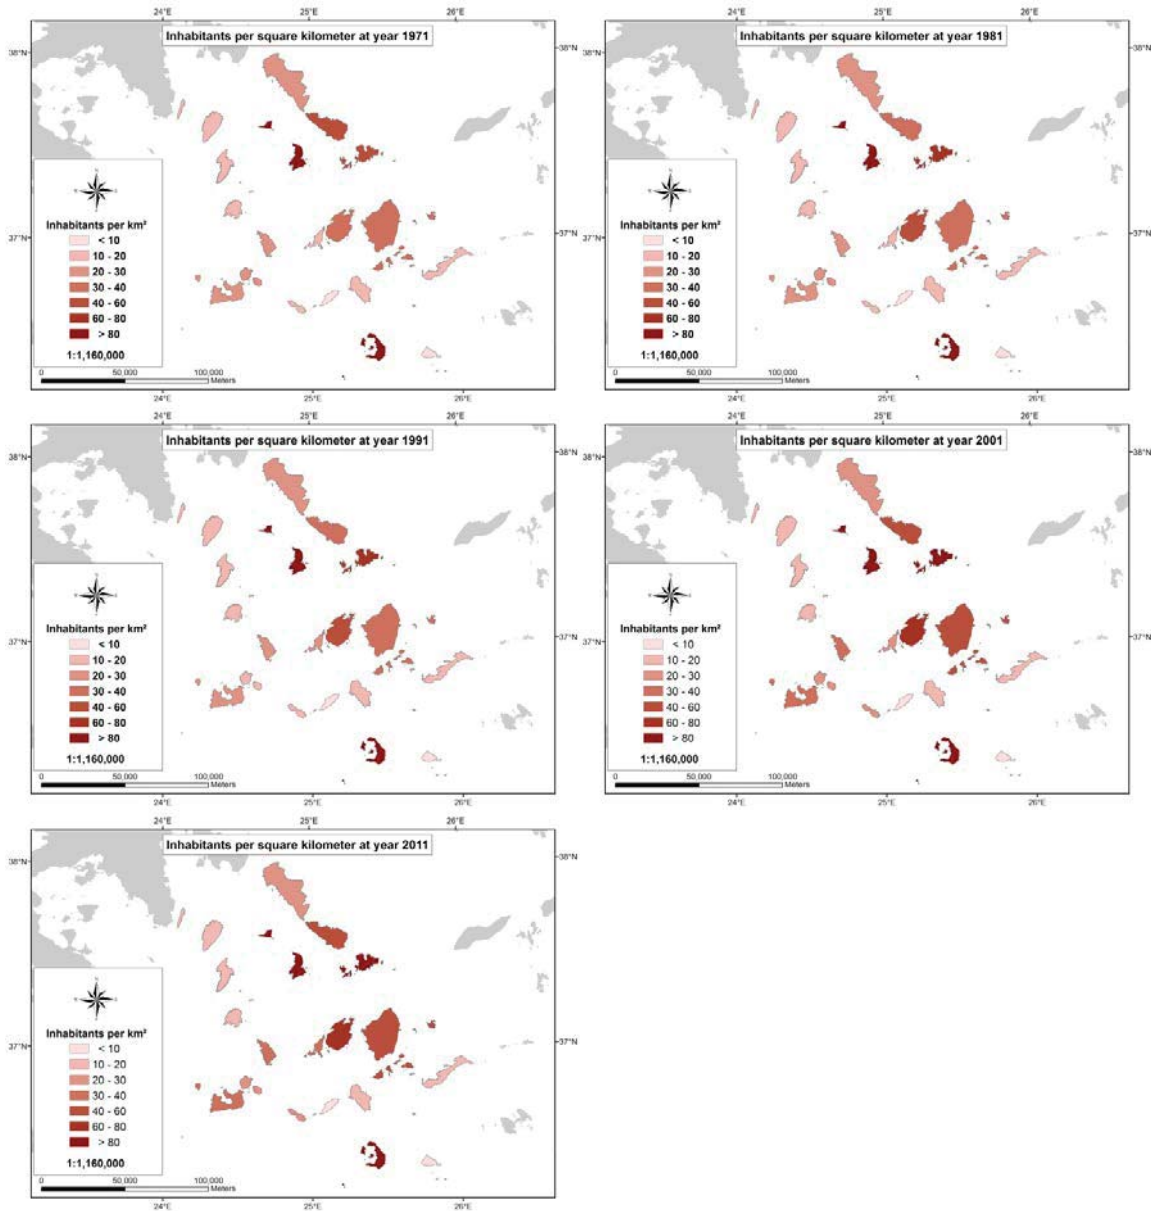 Inhabitants per square kilometer at year 1971
38°N
37°N
Inhabitants per km²
< 10
10 - 20
20 - 30
30 - 40
40 - 60
60 - 80
> 80
1:1,160,000
0 50,000 100,000
Meters
24°E 25°E 26°E
Inhabitants per square kilometer at year 1981
38°N
37°N
Inhabitants per km²
< 10
10 - 20
20 - 30
30 - 40
40 - 60
60 - 80
> 80
1:1,160,000
0 50,000 100,000
Meters
24°E 25°E 26°E
24°E 25°E 26°E
Inhabitants per square kilometer at year 1991
38°N 38°N
37°N 37°N
Inhabitants per km²
< 10
10 - 20
20 - 30
30 - 40
40 - 60
60 - 80
> 80
1:1,160,000
0 50,000 100,000
Meters
24°E 25°E 26°E
Inhabitants per square kilometer at year 2001
38°N
37°N
Inhabitants per km²
< 10
10 - 20
20 - 30
30 - 40
40 - 60
60 - 80
> 80
1:1,160,000
0 50,000 100,000
Meters
24°E 25°E 26°E
Inhabitants per square kilometer at year 2011
38°N 38°N
37°N 37°N
Inhabitants per km²
< 10
10 - 20
20 - 30
30 - 40
40 - 60
60 - 80
> 80
1:1,160,000
0 50,000 100,000
Meters
24°E 25°E 26°E